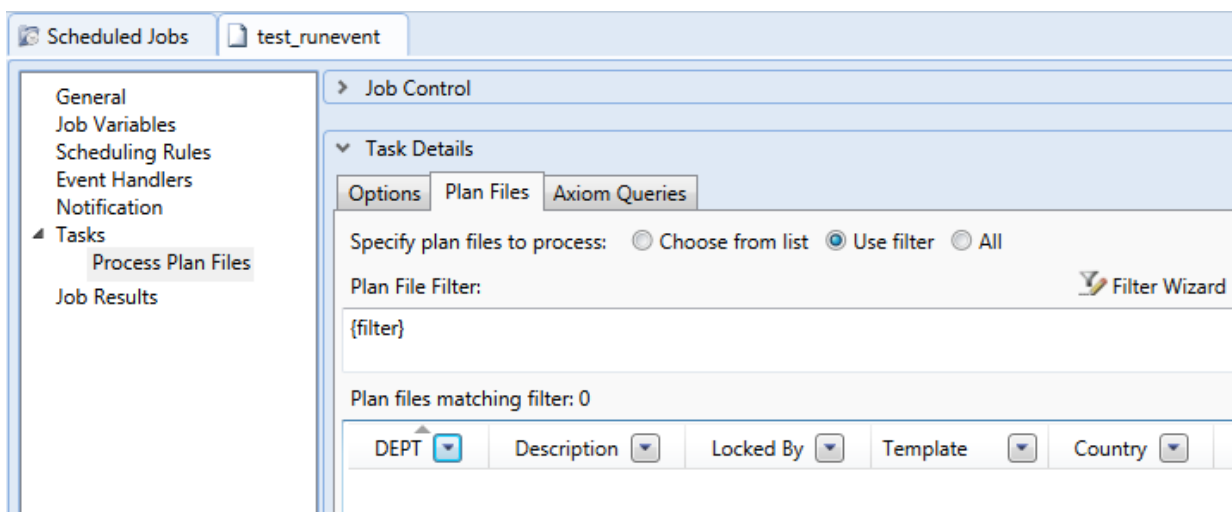 Scheduled Jobs test_runevent
General
Job Variables
Scheduling Rules
Event Handlers
Notification
Tasks
Process Plan Files
Job Results
Job Control
Task Details
Options Plan Files Axiom Queries
Specify plan files to process: Choose from list Use filter All
Plan File Filter: Filter Wizard
{filter}
Plan files matching filter: 0
DEPT Description Locked By Template Country